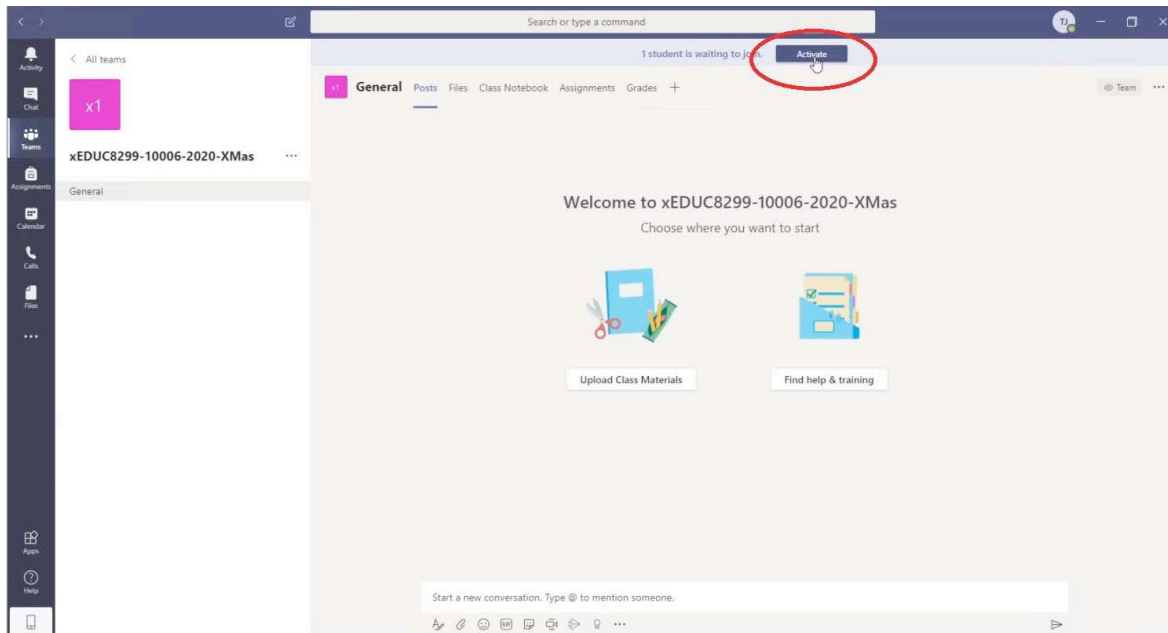 Search or type a command
TJ
Activity
Chat
Teams
Assignments
Calendar
Calls
Files
Apps
Help
All teams
x1
xEDUC8299-10006-2020-XMas
General
1 student is waiting to join.
Activate
x1
General Posts Files Class Notebook Assignments Grades
Team
Welcome to xEDUC8299-10006-2020-XMas
Choose where you want to start
Upload Class Materials
Find help & training
Start a new conversation. Type @ to mention someone.
GIF